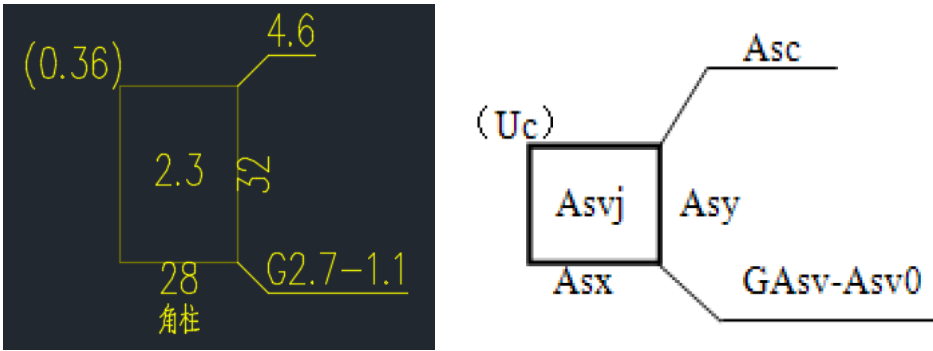 4.6
(0.36)
2.3
32
28
G2.7-1.1
角柱
Asc
(Uc)
Asvj
Asy
Asx
GAsv-Asv0